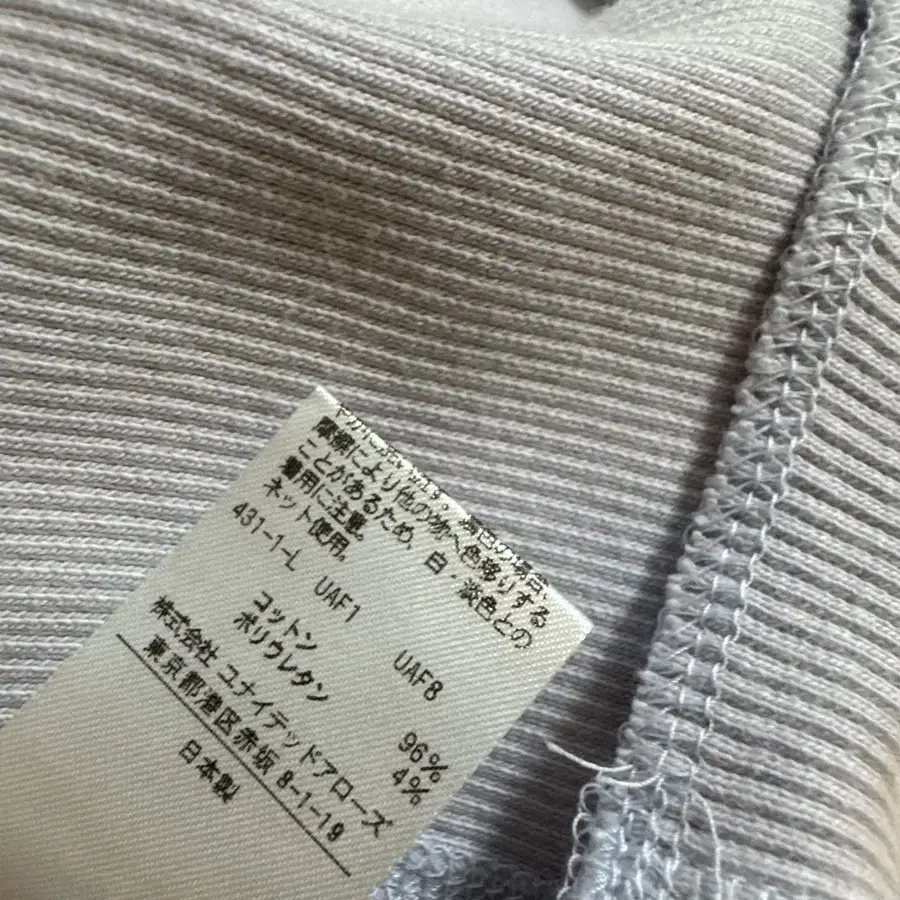 摩擦により他の物へ色移りする
ことがあるため、白・淡色との
着用に注意。
ネット使用。
431-1-L UAF1 UAF8
コットン 96%
ポリウレタン 4%
株式会社 ユナイテッドアローズ
東京都港区赤坂 8-1-19
日本製